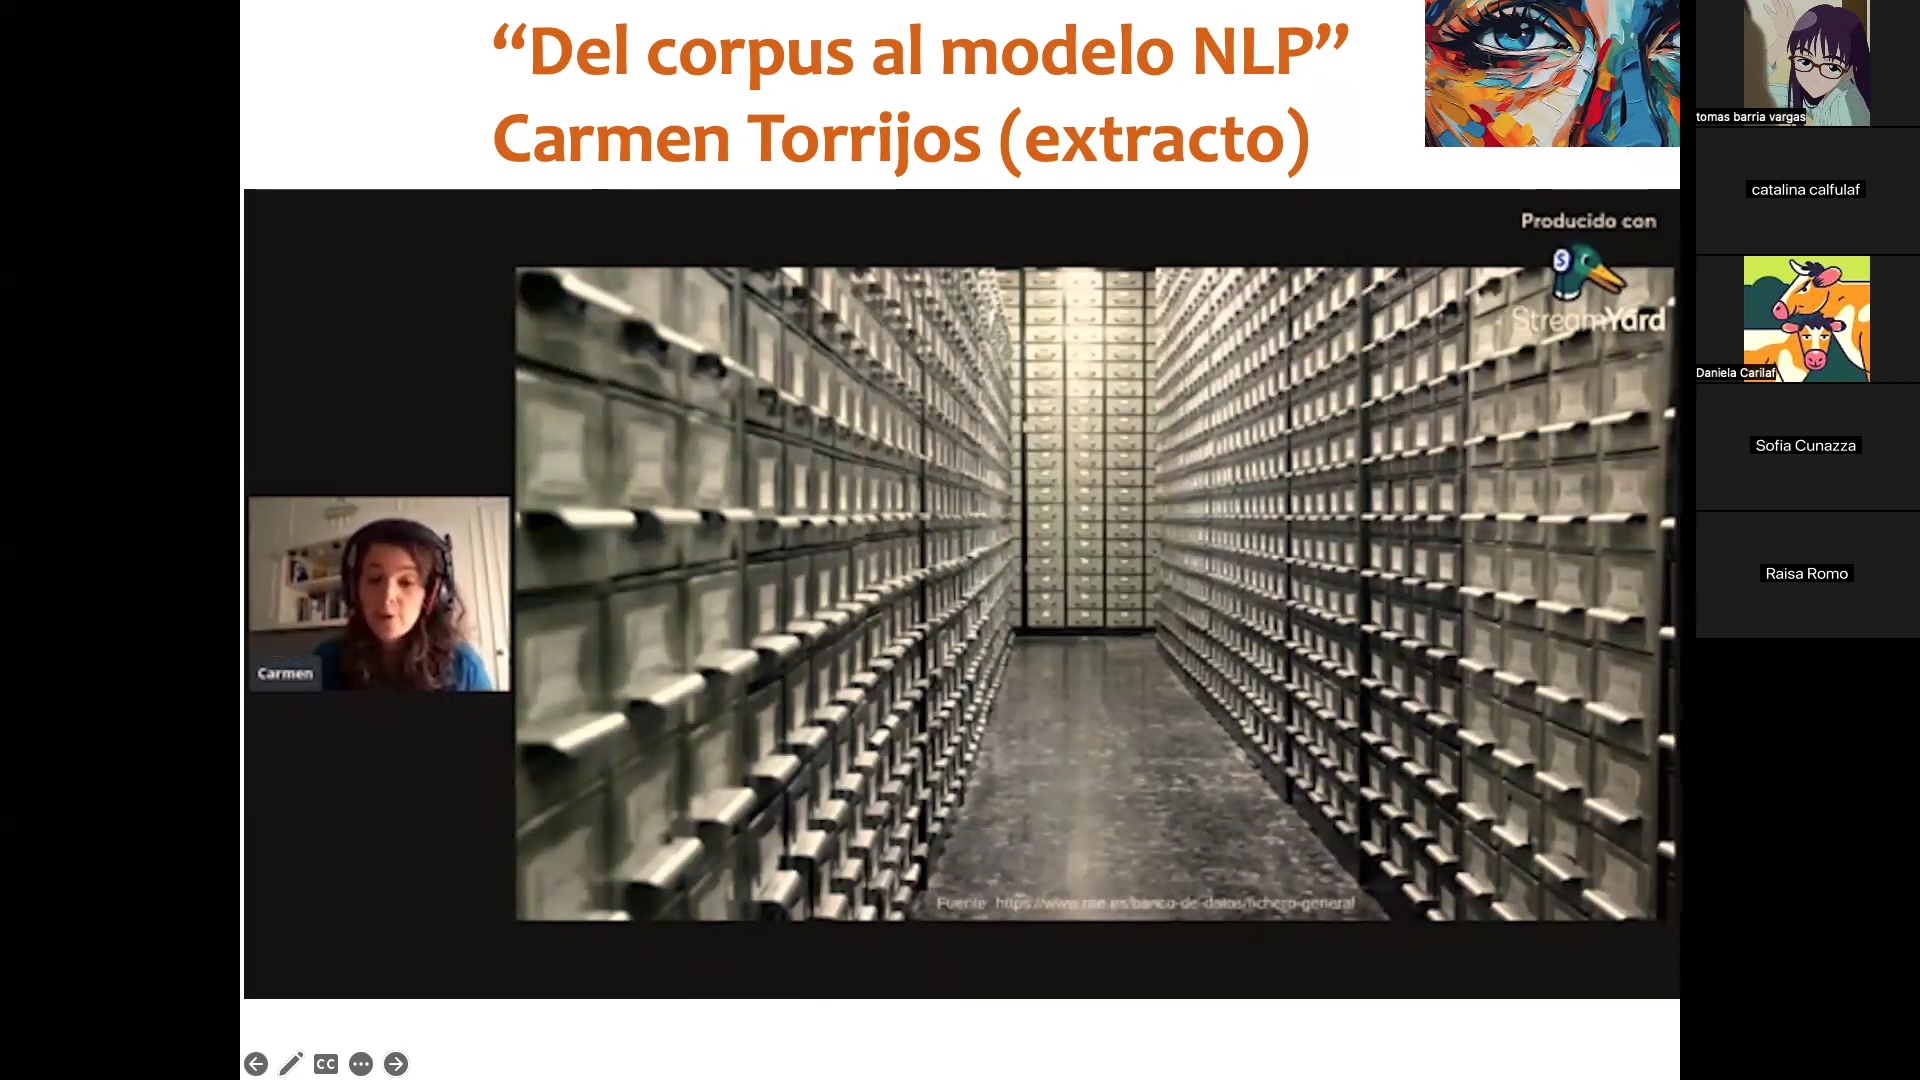 “Del corpus al modelo NLP”
Carmen Torrijos (extracto)
Producido con
S
StreamYard
Carmen
Fuente https://www.rae.es/banco-de-datos/fichero-general
CC
tomas barria vargas
catalina calfulaf
Daniela Carilaf
Sofia Cunazza
Raisa Romo